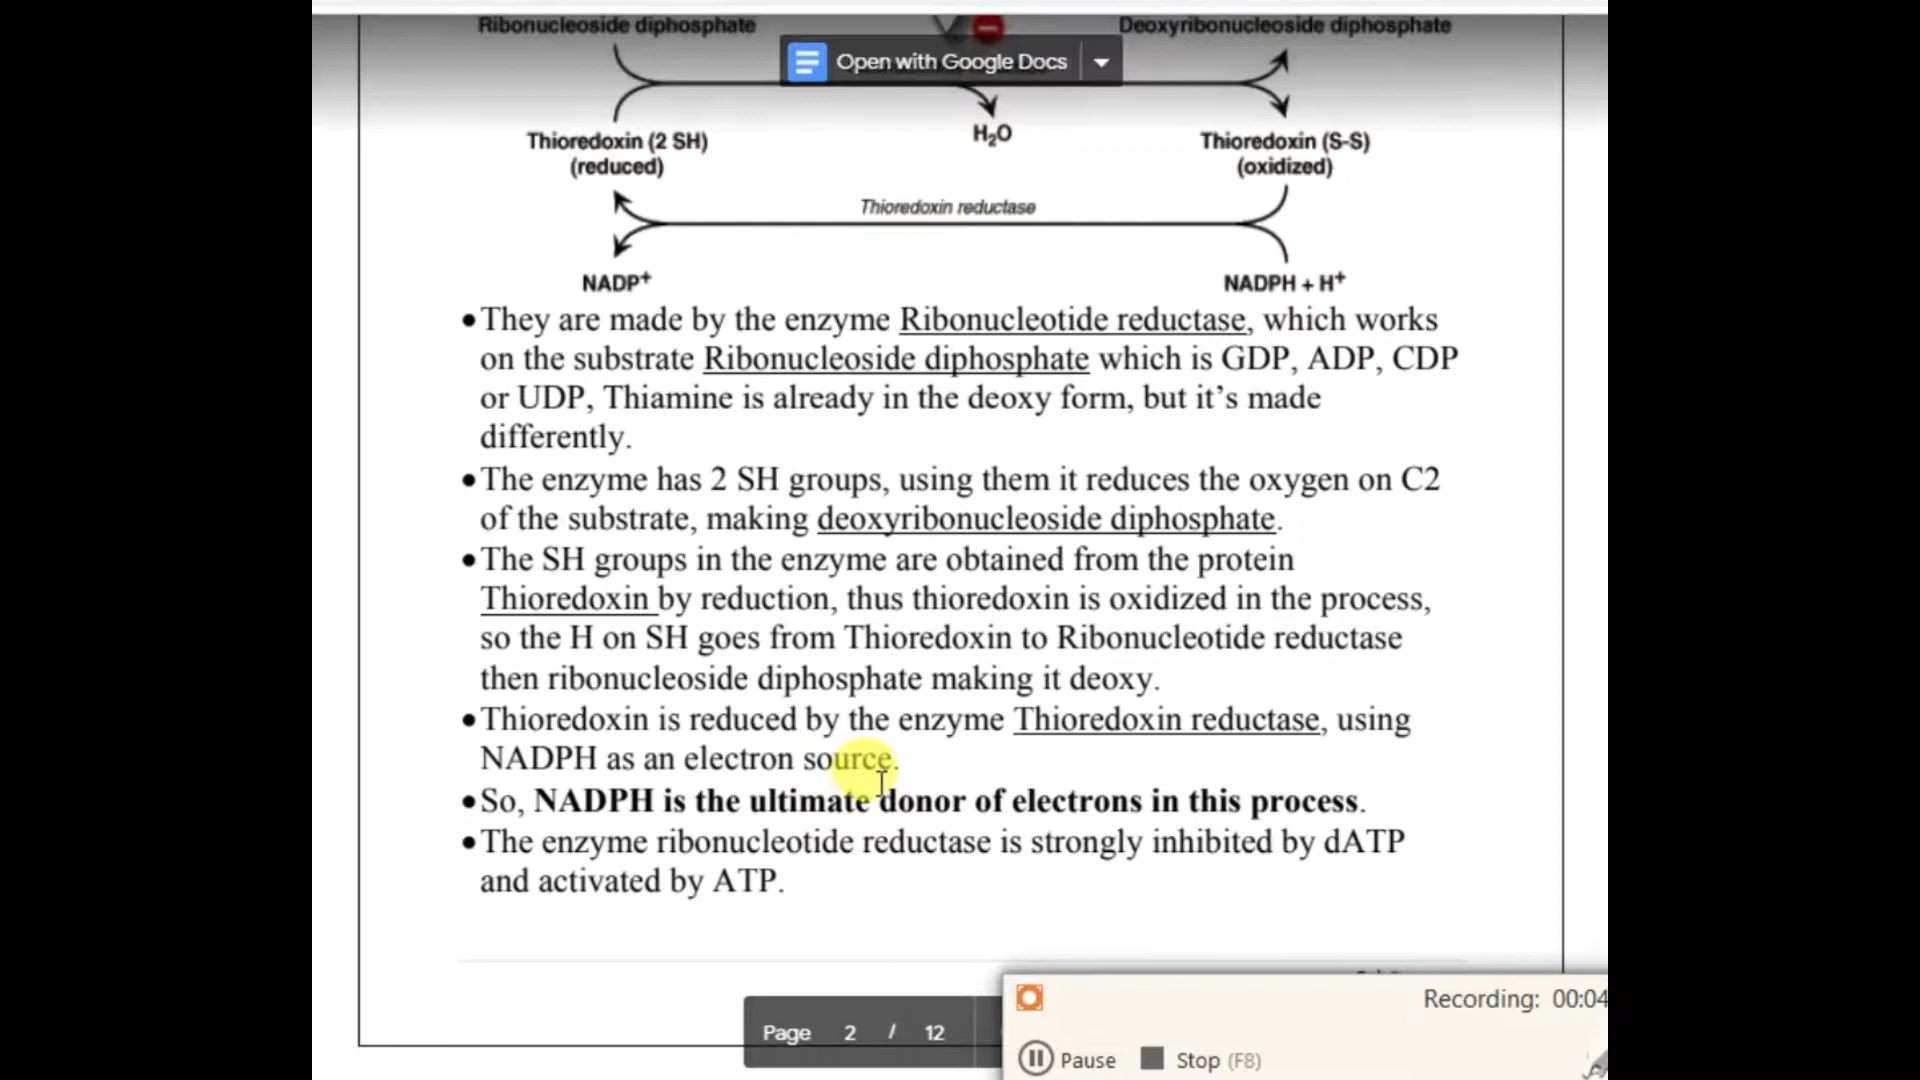 Ribonucleoside diphosphate
Deoxyribonucleoside diphosphate
Open with Google Docs
Thioredoxin (2 SH)
(reduced)
H₂O
Thioredoxin (S-S)
(oxidized)
Thioredoxin reductase
NADP⁺
NADPH + H⁺
•They are made by the enzyme Ribonucleotide reductase, which works
on the substrate Ribonucleoside diphosphate which is GDP, ADP, CDP
or UDP, Thiamine is already in the deoxy form, but it’s made
differently.
•The enzyme has 2 SH groups, using them it reduces the oxygen on C2
of the substrate, making deoxyribonucleoside diphosphate.
•The SH groups in the enzyme are obtained from the protein
Thioredoxin by reduction, thus thioredoxin is oxidized in the process,
so the H on SH goes from Thioredoxin to Ribonucleotide reductase
then ribonucleoside diphosphate making it deoxy.
•Thioredoxin is reduced by the enzyme Thioredoxin reductase, using
NADPH as an electron source.
•So, NADPH is the ultimate donor of electrons in this process.
•The enzyme ribonucleotide reductase is strongly inhibited by dATP
and activated by ATP.
Page 2 / 12
Recording: 00:04
Pause Stop (F8)